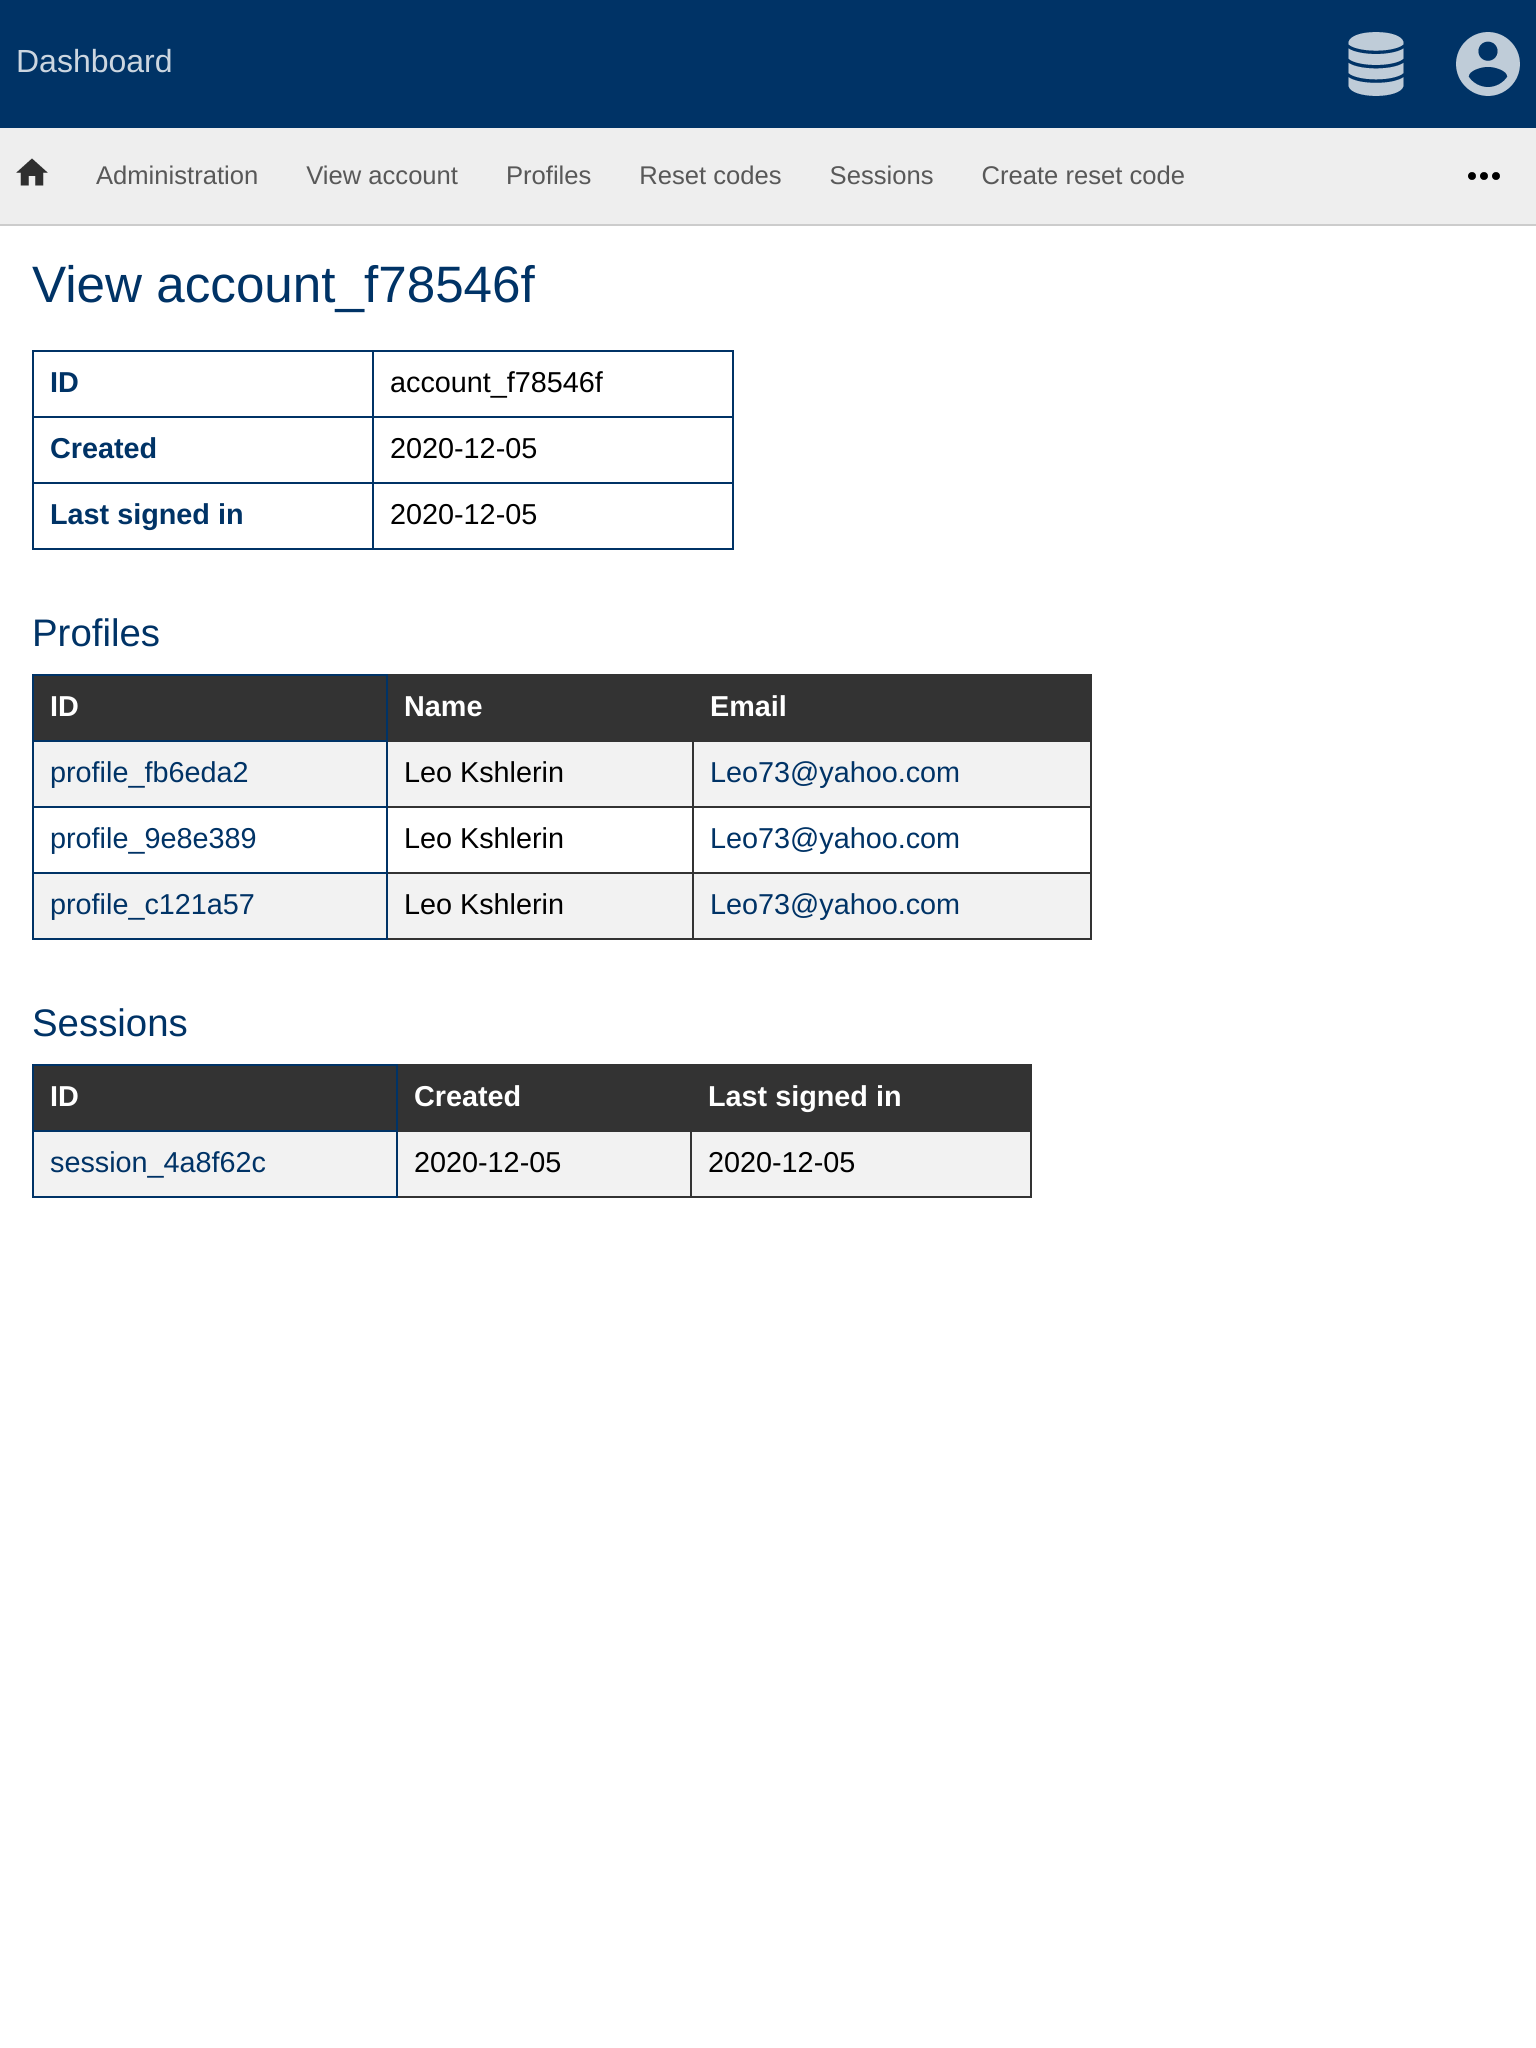 Dashboard
Administration View account Profiles Reset codes Sessions Create reset code
View account_f78546f
ID account_f78546f
Created 2020-12-05
Last signed in 2020-12-05
Profiles
ID Name Email
profile_fb6eda2 Leo Kshlerin Leo73@yahoo.com
profile_9e8e389 Leo Kshlerin Leo73@yahoo.com
profile_c121a57 Leo Kshlerin Leo73@yahoo.com
Sessions
ID Created Last signed in
session_4a8f62c 2020-12-05 2020-12-05